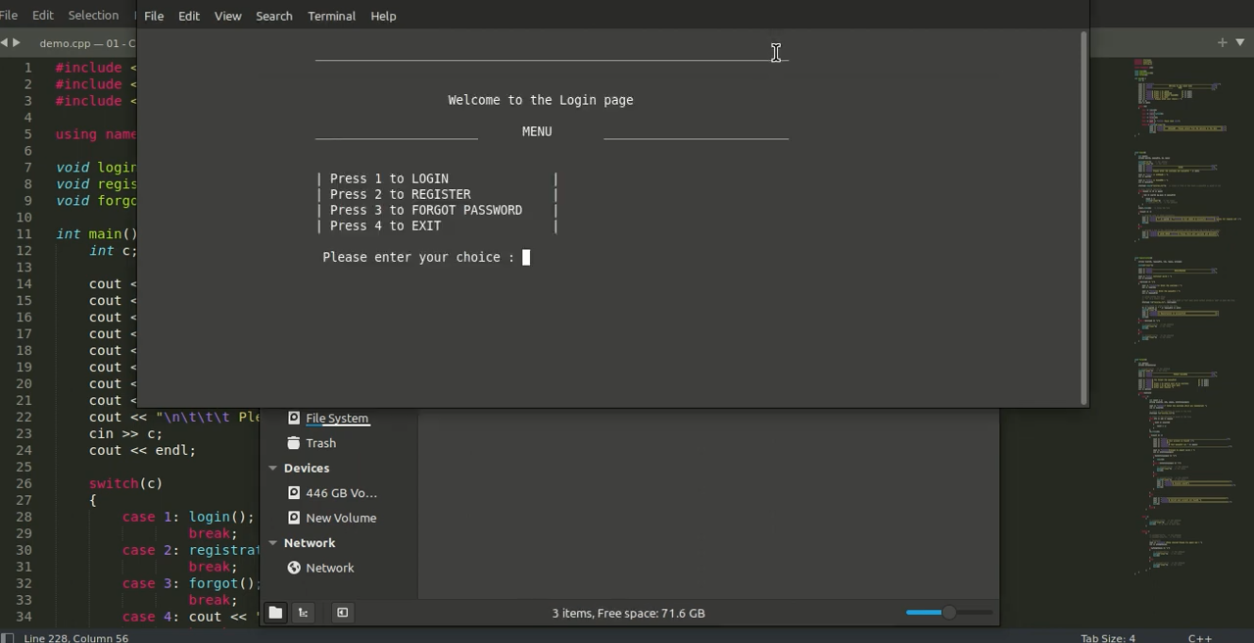 File Edit Selection
File Edit View Search Terminal Help
demo.cpp — 01 - C
Welcome to the Login page
MENU
| Press 1 to LOGIN |
| Press 2 to REGISTER |
| Press 3 to FORGOT PASSWORD |
| Press 4 to EXIT |
Please enter your choice :
1 #include <
2 #include <
3 #include <
4
5 using name
6
7 void login
8 void regis
9 void forgo
10
11 int main()
12 int c;
13
14 cout <
15 cout <
16 cout <
17 cout <
18 cout <
19 cout <
20 cout <
21 cout <
22 cout << "\n\t\t\t Ple
23 cin >> c;
24 cout << endl;
25
26 switch(c)
27 {
28 case 1: login();
29 break;
30 case 2: registrat
31 break;
32 case 3: forgot();
33 break;
34 case 4: cout << "
File System
Trash
Devices
446 GB Vo...
New Volume
Network
Network
3 items, Free space: 71.6 GB
Line 228, Column 56
Tab Size: 4
C++